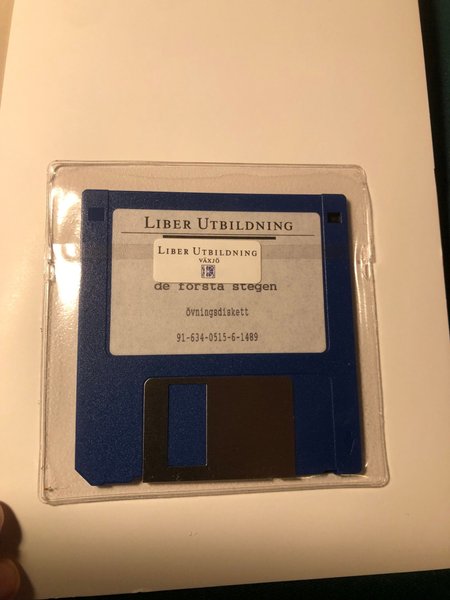 LIBER UTBILDNING
LIBER UTBILDNING
VÄXJÖ
de första stegen
övningsdiskett
91-634-0515-6-1489